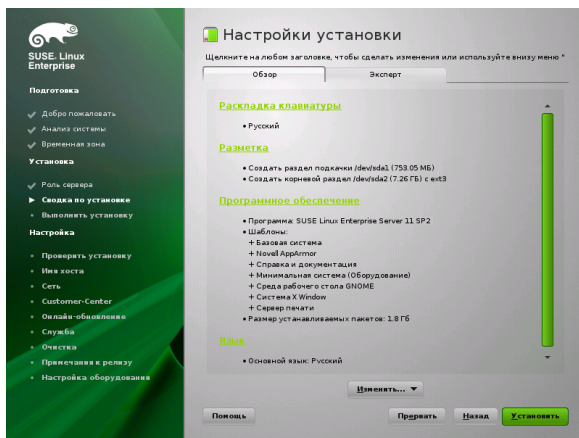 SUSE. Linux
Enterprise
Подготовка
Добро пожаловать
Анализ системы
Временная зона
Установка
Роль сервера
Сводка по установке
Выполнить установку
Настройка
Проверить установку
Имя хоста
Сеть
Customer-Center
Онлайн-обновление
Служба
Очистка
Примечания к релизу
Настройка оборудования
Настройки установки
Щелкните на любом заголовке, чтобы сделать изменения или используйте внизу меню "
Обзор
Эксперт
Раскладка клавиатуры
• Русский
Разметка
• Создать раздел подкачки /dev/sda1 (753.05 МБ)
• Создать корневой раздел /dev/sda2 (7.26 ГБ) с ext3
Программное обеспечение
• Программа: SUSE Linux Enterprise Server 11 SP2
• Шаблоны:
+ Базовая система
+ Novell AppArmor
+ Справка и документация
+ Минимальная система (Оборудование)
+ Среда рабочего стола GNOME
+ Система X Window
+ Сервер печати
• Размер устанавливаемых пакетов: 1.8 Гб
Язык
• Основной язык: Русский
Изменить...
Помощь
Прервать
Назад
Установить